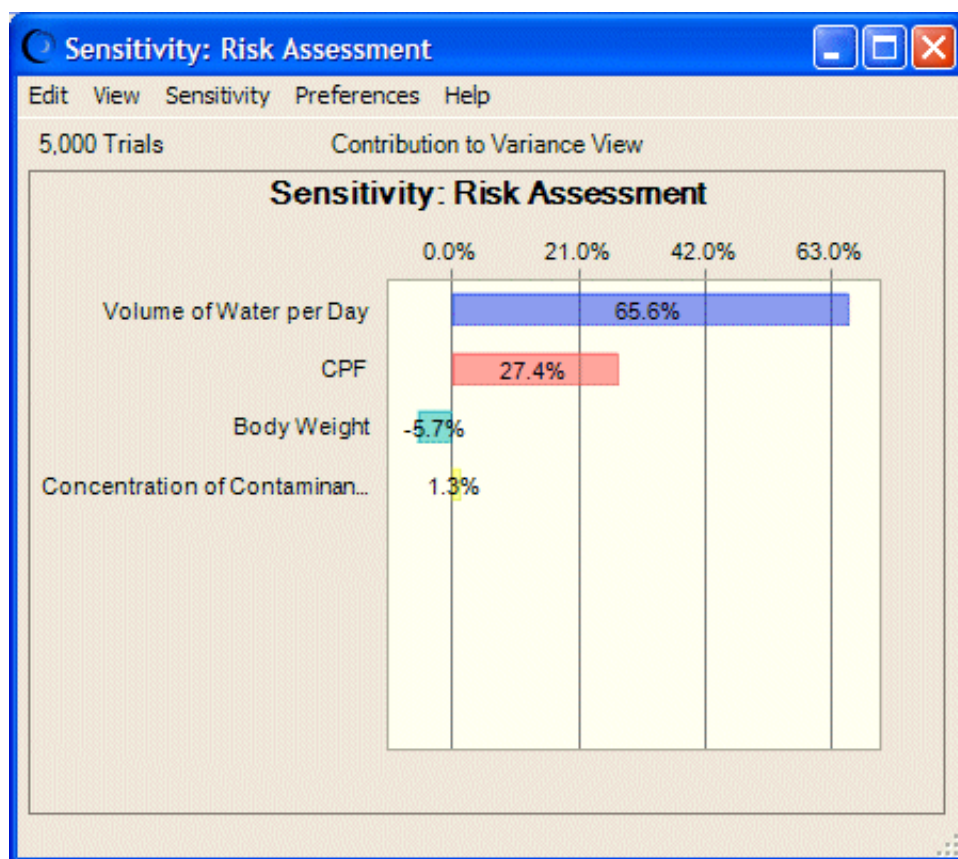 Sensitivity: Risk Assessment
Edit View Sensitivity Preferences Help
5,000 Trials Contribution to Variance View
Sensitivity: Risk Assessment
0.0% 21.0% 42.0% 63.0%
Volume of Water per Day 65.6%
CPF 27.4%
Body Weight -5.7%
Concentration of Contaminan... 1.3%